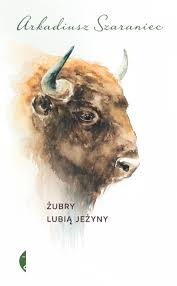 Arkadiusz Szaraniec
ŻUBRY
LUBIĄ JEŻYNY